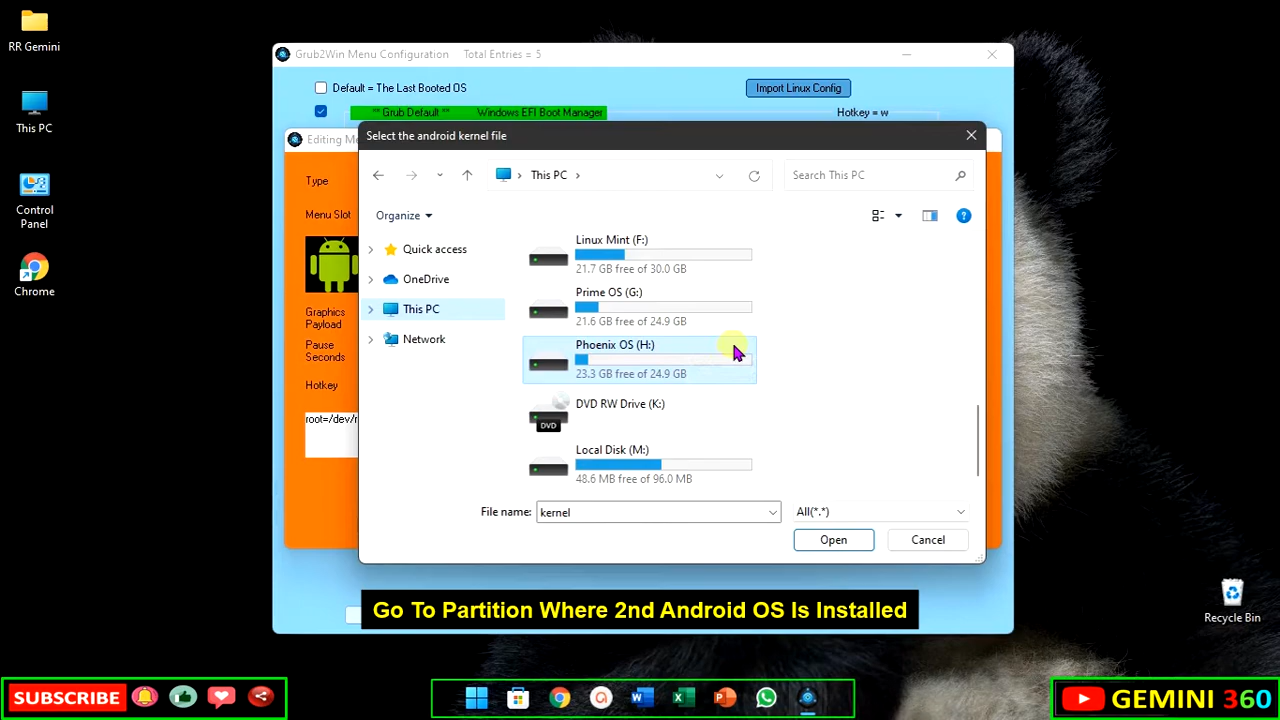 RR Gemini
This PC
Control
Panel
Chrome
Grub2Win Menu Configuration Total Entries = 5
Default = The Last Booted OS
Import Linux Config
** Grub Default ** Windows EFI Boot Manager
Hotkey = w
Editing Me
Type
Menu Slot
Graphics
Payload
Pause
Seconds
Hotkey
root=/dev/r
Select the android kernel file
This PC
Search This PC
Organize
Quick access
OneDrive
This PC
Network
Linux Mint (F:)
21.7 GB free of 30.0 GB
Prime OS (G:)
21.6 GB free of 24.9 GB
Phoenix OS (H:)
23.3 GB free of 24.9 GB
DVD RW Drive (K:)
DVD
Local Disk (M:)
48.6 MB free of 96.0 MB
File name: kernel
All(*.*)
Open
Cancel
Go To Partition Where 2nd Android OS Is Installed
Recycle Bin
SUBSCRIBE
GEMINI 360